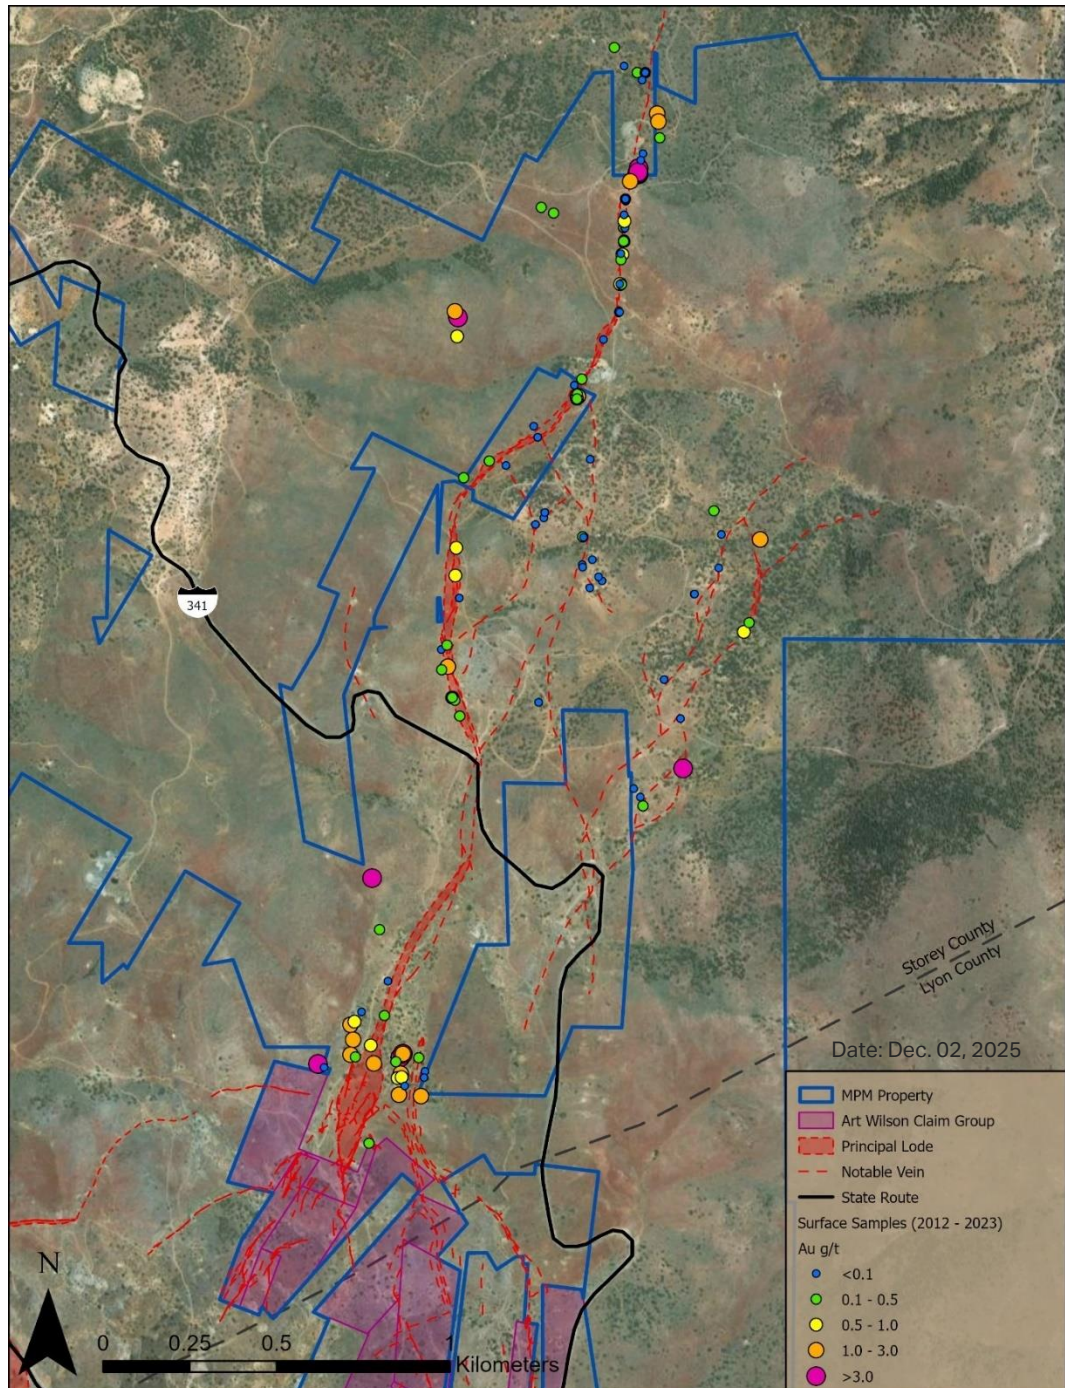 341
Storey County
Lyon County
Date: Dec. 02, 2025
MPM Property
Art Wilson Claim Group
Principal Lode
Notable Vein
State Route
Surface Samples (2012 - 2023)
Au g/t
<0.1
0.1 - 0.5
0.5 - 1.0
1.0 - 3.0
>3.0
N
0 0.25 0.5 1
Kilometers